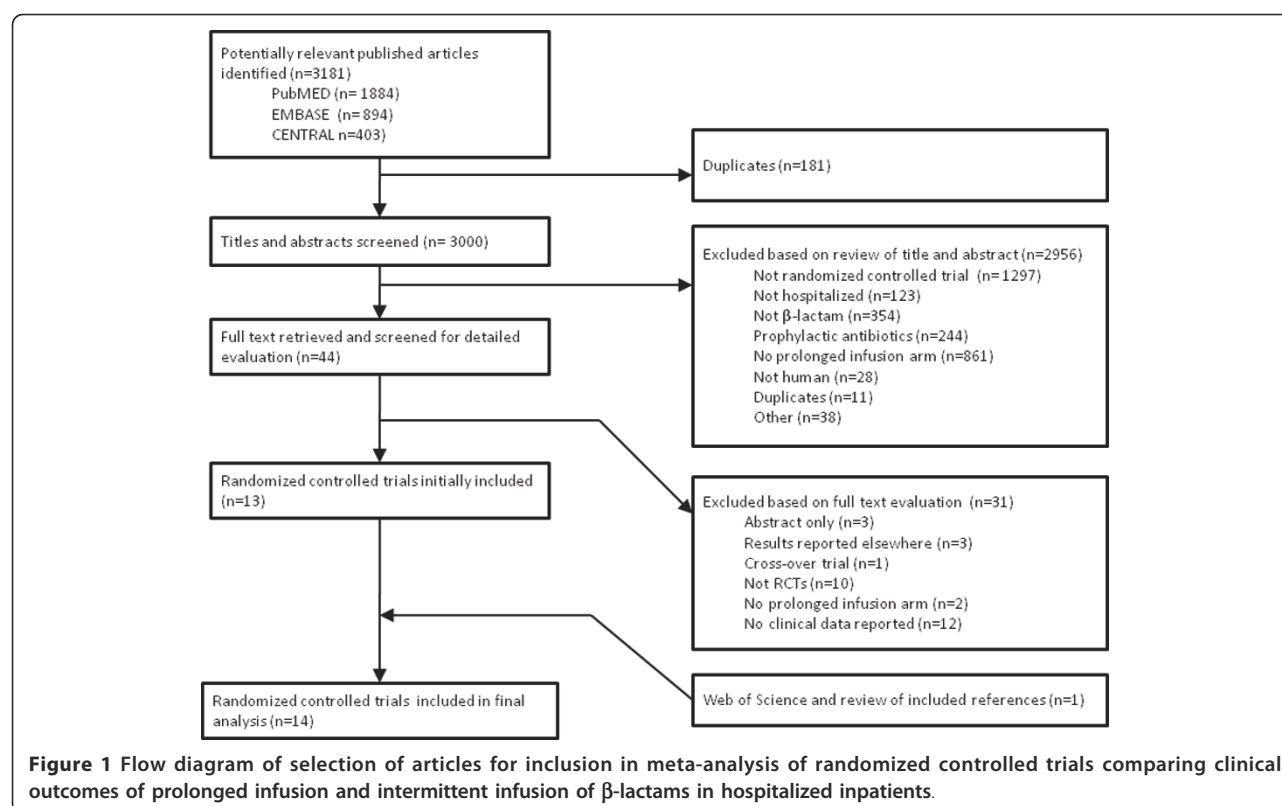 Potentially relevant published articles
identified (n=3181)
PubMED (n= 1884)
EMBASE (n= 894)
CENTRAL n=403)
Duplicates (n=181)
Titles and abstracts screened (n= 3000)
Excluded based on review of title and abstract (n=2956)
Not randomized controlled trial (n= 1297)
Not hospitalized (n=123)
Not β-lactam (n=354)
Prophylactic antibiotics (n=244)
No prolonged infusion arm (n=861)
Not human (n=28)
Duplicates (n=11)
Other (n=38)
Full text retrieved and screened for detailed
evaluation (n=44)
Randomized controlled trials initially included
(n=13)
Excluded based on full text evaluation (n=31)
Abstract only (n=3)
Results reported elsewhere (n=3)
Cross-over trial (n=1)
Not RCTs (n=10)
No prolonged infusion arm (n=2)
No clinical data reported (n=12)
Web of Science and review of included references (n=1)
Randomized controlled trials included in final
analysis (n=14)
Figure 1 Flow diagram of selection of articles for inclusion in meta-analysis of randomized controlled trials comparing clinical
outcomes of prolonged infusion and intermittent infusion of β-lactams in hospitalized inpatients.